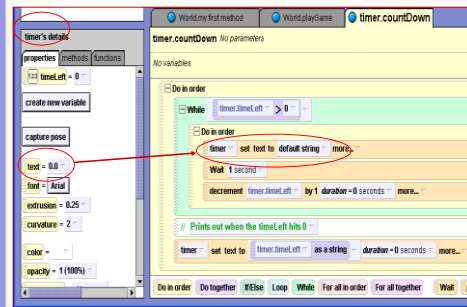 World.my first method World.playGame timer.countDown
timer's details
timer.countDown No parameters
properties methods functions
No variables
123 timeLeft = 0
create new variable
capture pose
text = 0.0
font = Arial
extrusion = 0.25
curvature = 2
color =
opacity = 1 (100%)
Do in order
While timer.timeLeft > 0
Do in order
timer set text to default string more...
Wait 1 second
decrement timer.timeLeft by 1 duration = 0 seconds more...
// Prints out when the timeLeft hits 0
timer set text to timer.timeLeft as a string duration = 0 seconds more...
Do in order Do together If/Else Loop While For all in order For all together Wait